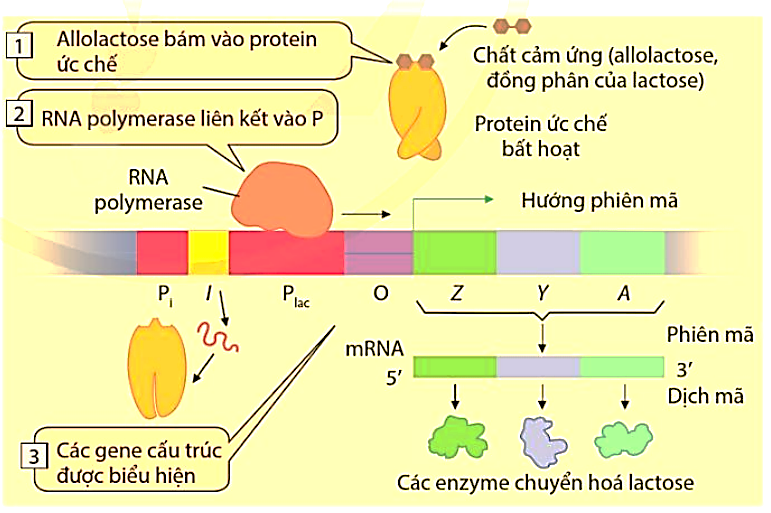 1
Allolactose bám vào protein
ức chế
Chất cảm ứng (allolactose,
đồng phân của lactose)
2
RNA polymerase liên kết vào P
Protein ức chế
bất hoạt
RNA
polymerase
Hướng phiên mã
Pi I Plac O Z Y A
mRNA
Phiên mã
5’
3’
Dịch mã
3
Các gene cấu trúc
được biểu hiện
Các enzyme chuyển hoá lactose